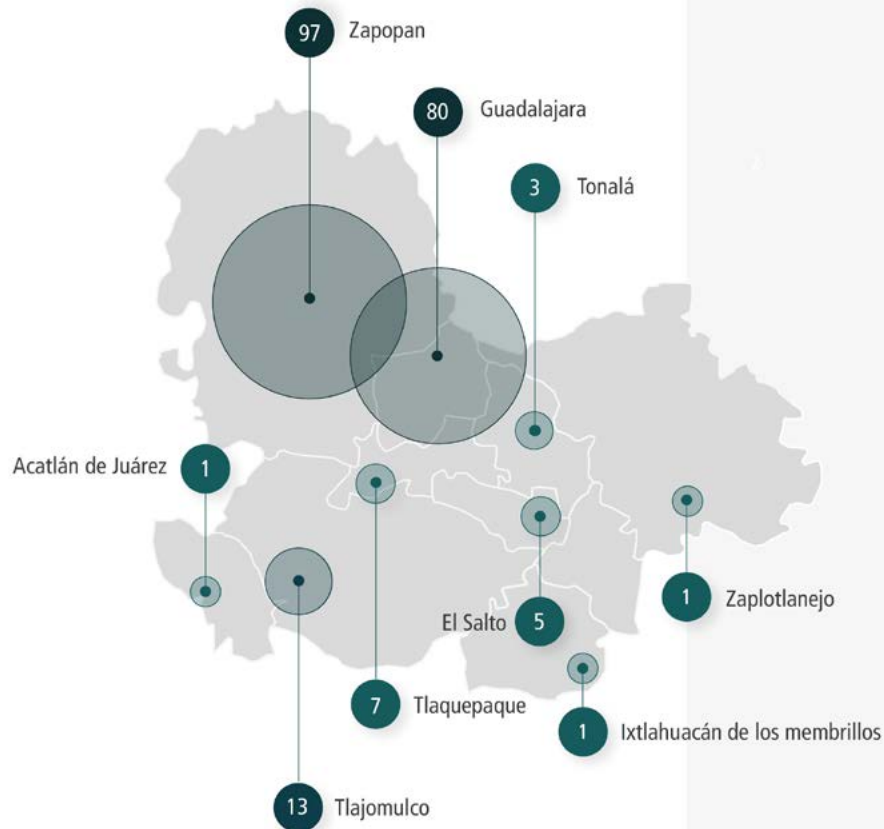 97 Zapopan
80 Guadalajara
3 Tonalá
Acatlán de Juárez 1
1 Zaplotlanejo
El Salto 5
7 Tlaquepaque
1 Ixtlahuacán de los membrillos
13 Tlajomulco